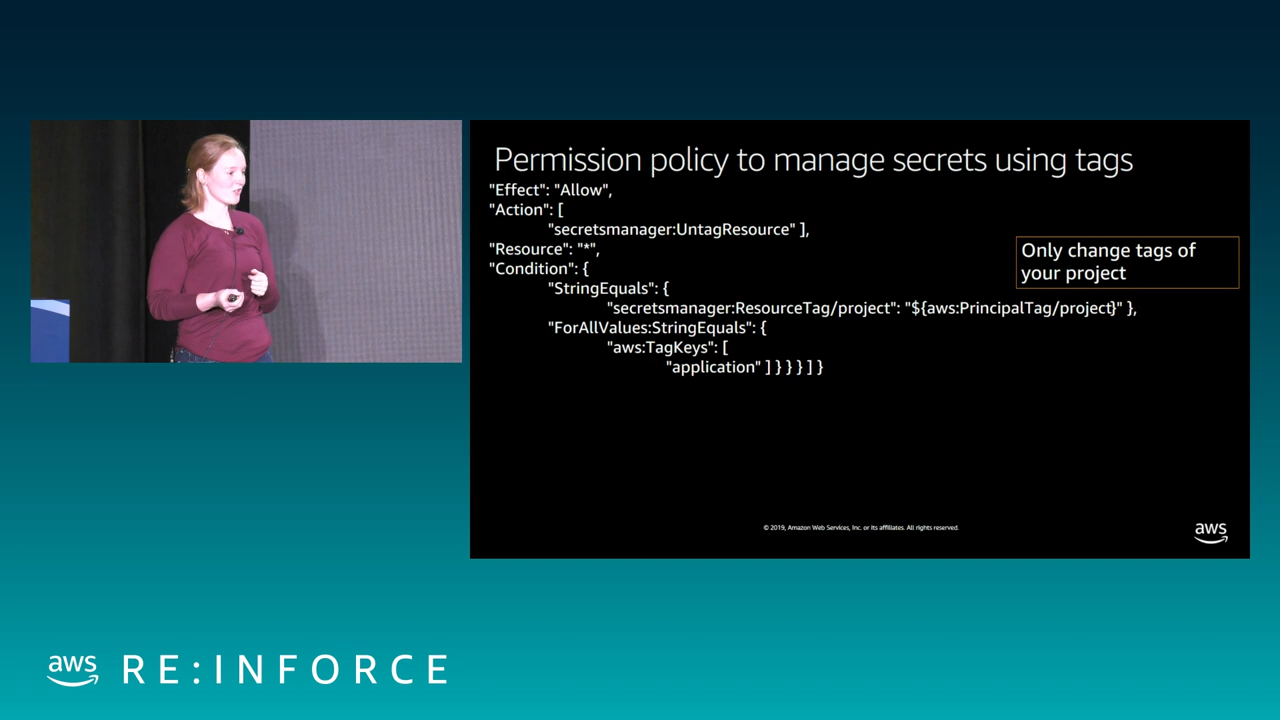 Permission policy to manage secrets using tags
"Effect": "Allow",
"Action": [
"secretsmanager:UntagResource" ],
"Resource": "*",
"Condition": {
"StringEquals": {
"secretsmanager:ResourceTag/project": "${aws:PrincipalTag/project}" },
"ForAllValues:StringEquals": {
"aws:TagKeys": [
"application" ] } } } ] }
Only change tags of
your project
© 2019, Amazon Web Services, Inc. or its affiliates. All rights reserved.
aws
aws RE:INFORCE